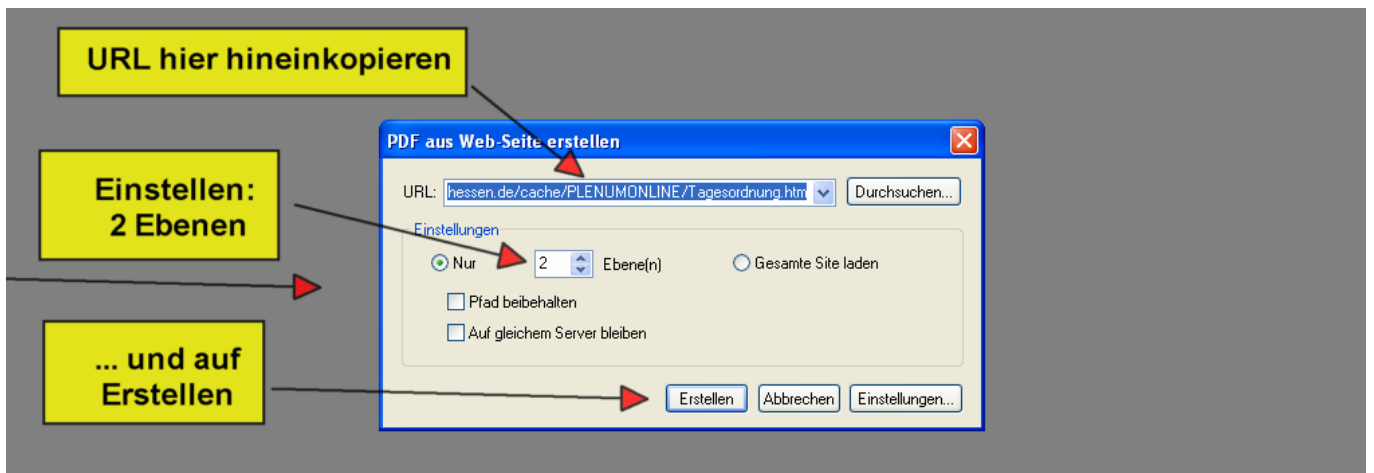 URL hier hineinkopieren
PDF aus Web-Seite erstellen
Einstellen:
2 Ebenen
URL: hessen.de/cache/PLENUMONLINE/Tagesordnung.htm Durchsuchen...
Einstellungen
Nur 2 Ebene(n) Gesamte Site laden
Pfad beibehalten
Auf gleichem Server bleiben
... und auf
Erstellen
Erstellen Abbrechen Einstellungen...